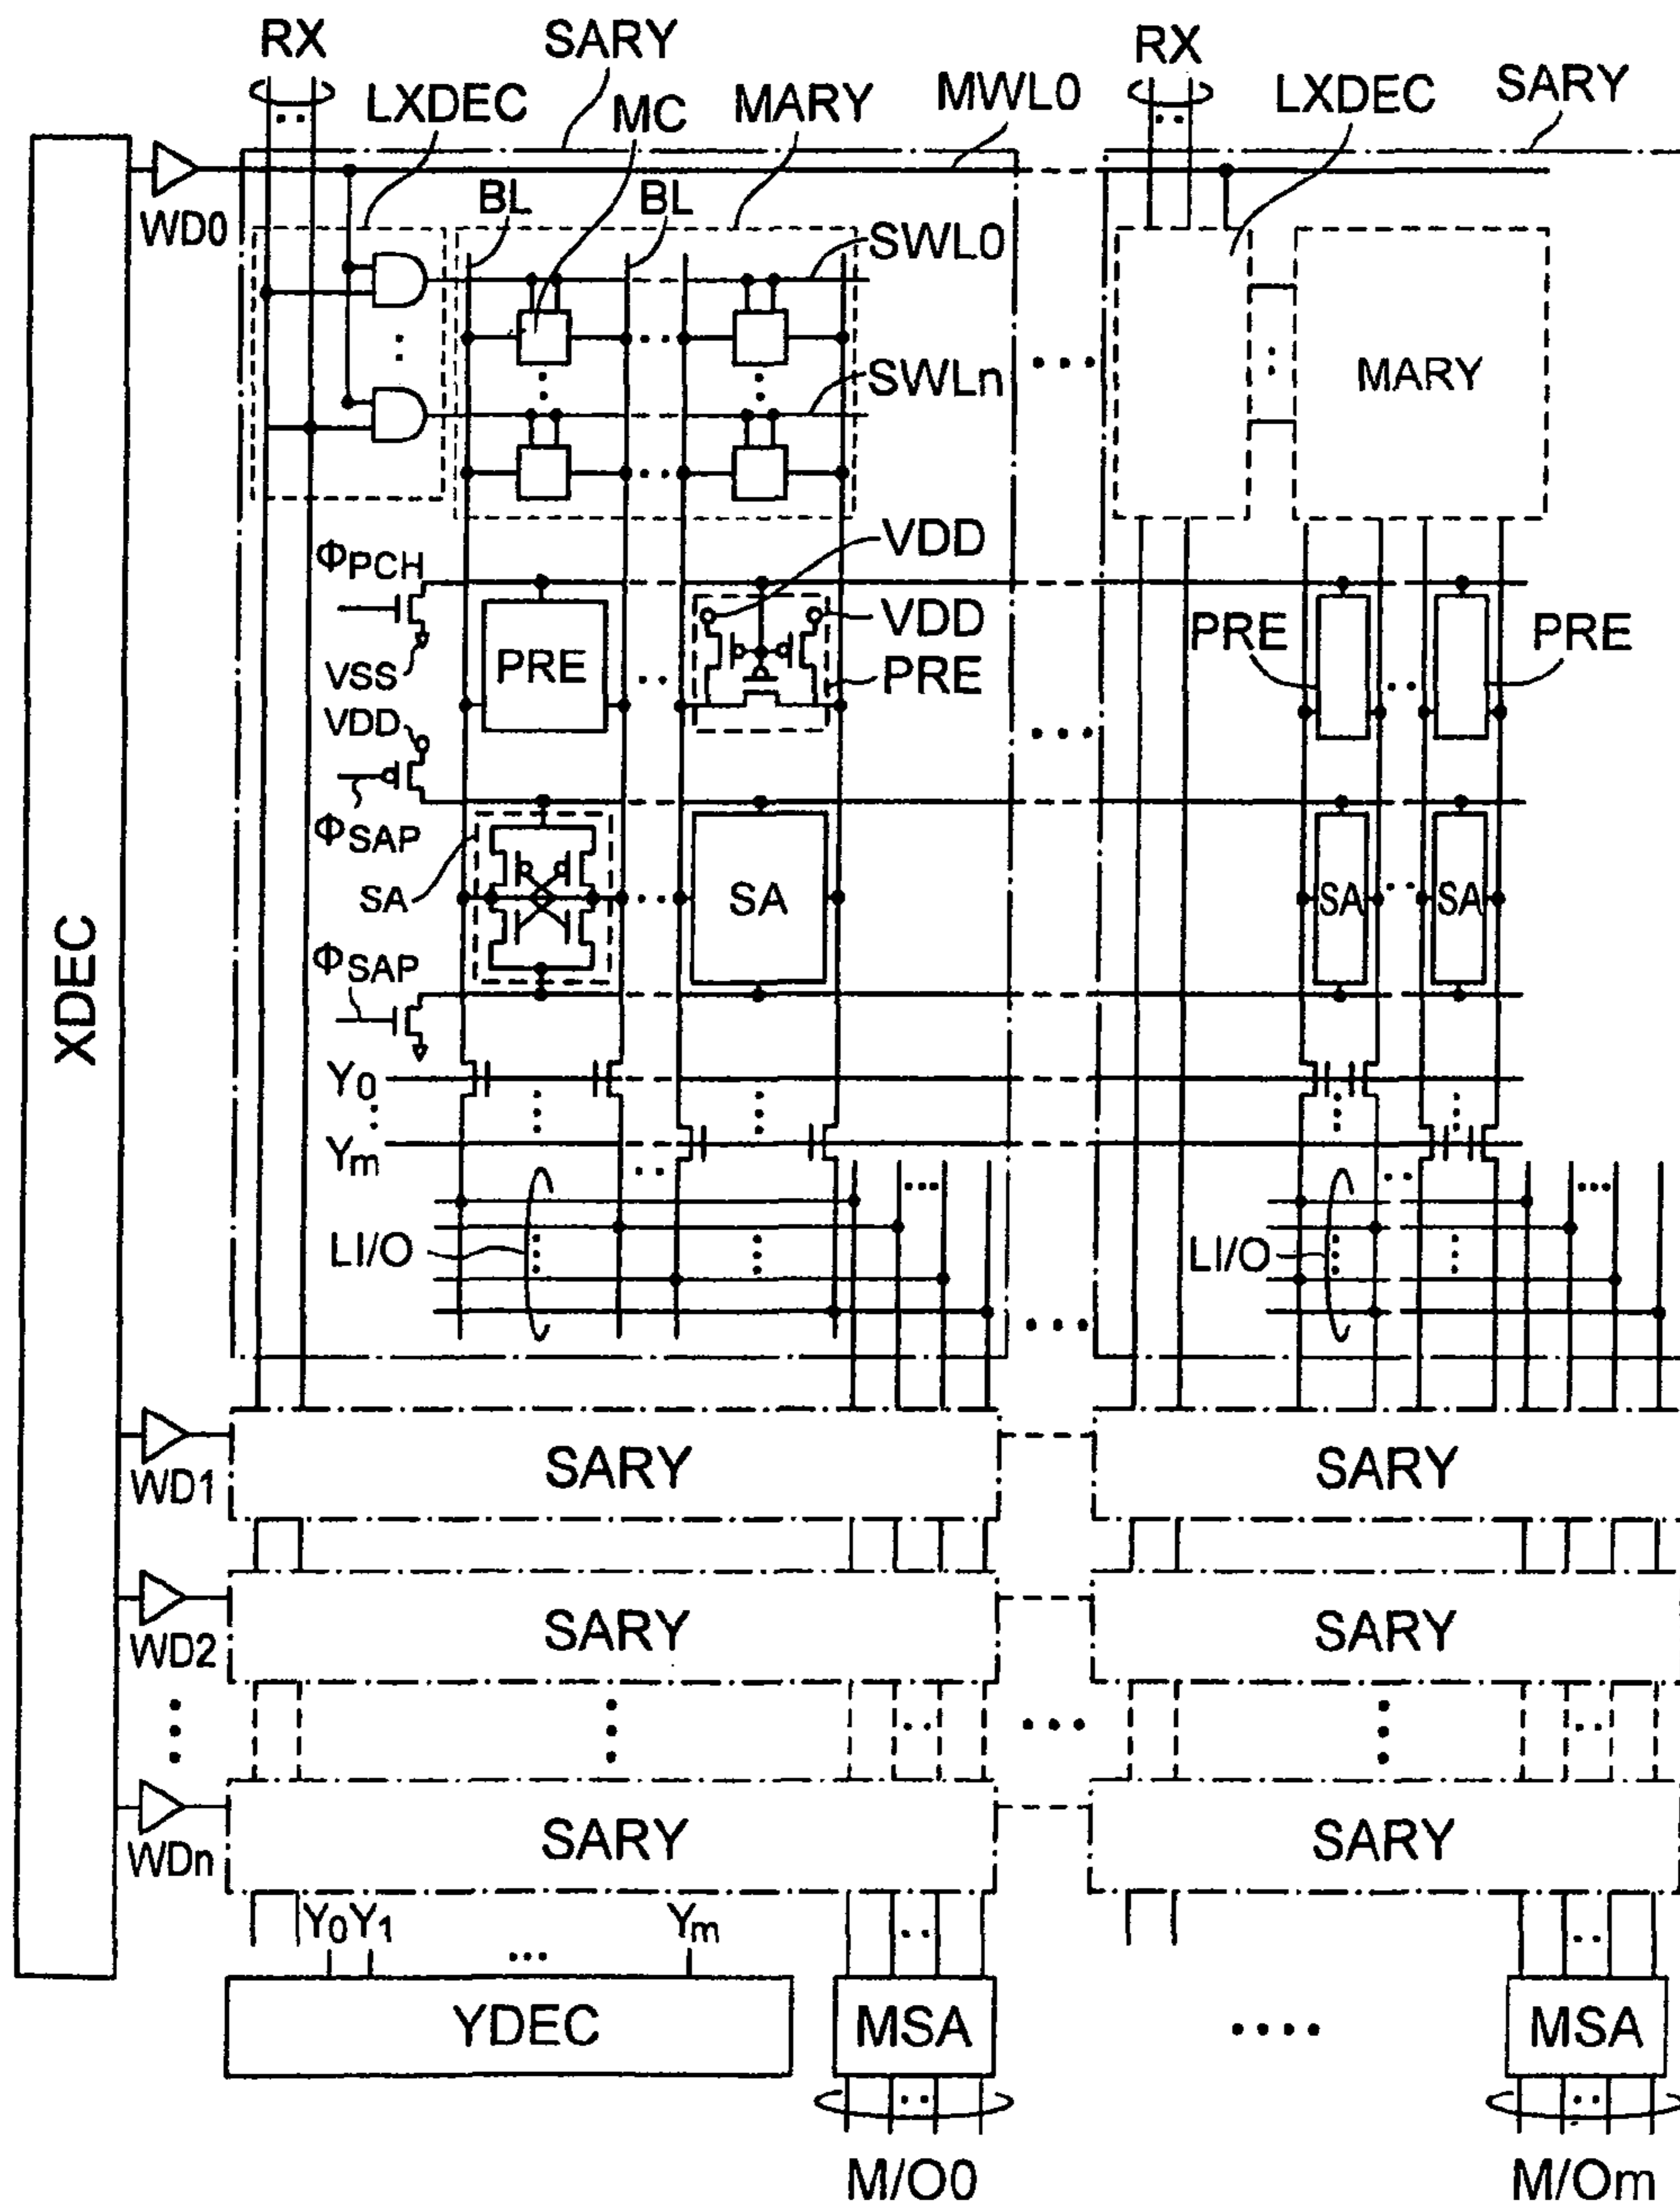 RX SARY RX
LXDEC MC MARY MWL0 LXDEC SARY
WD0 BL BL
SWL0
SWLn MARY
ΦPCH VDD
VSS PRE VDD PRE PRE PRE
VDD
ΦSAP
SA SA SA SA
ΦSAP
XDEC
Y0
Ym
LI/O LI/O
WD1 SARY SARY
WD2 SARY SARY
WDn SARY SARY
Y0 Y1 Ym
YDEC MSA MSA
M/O0 M/Om